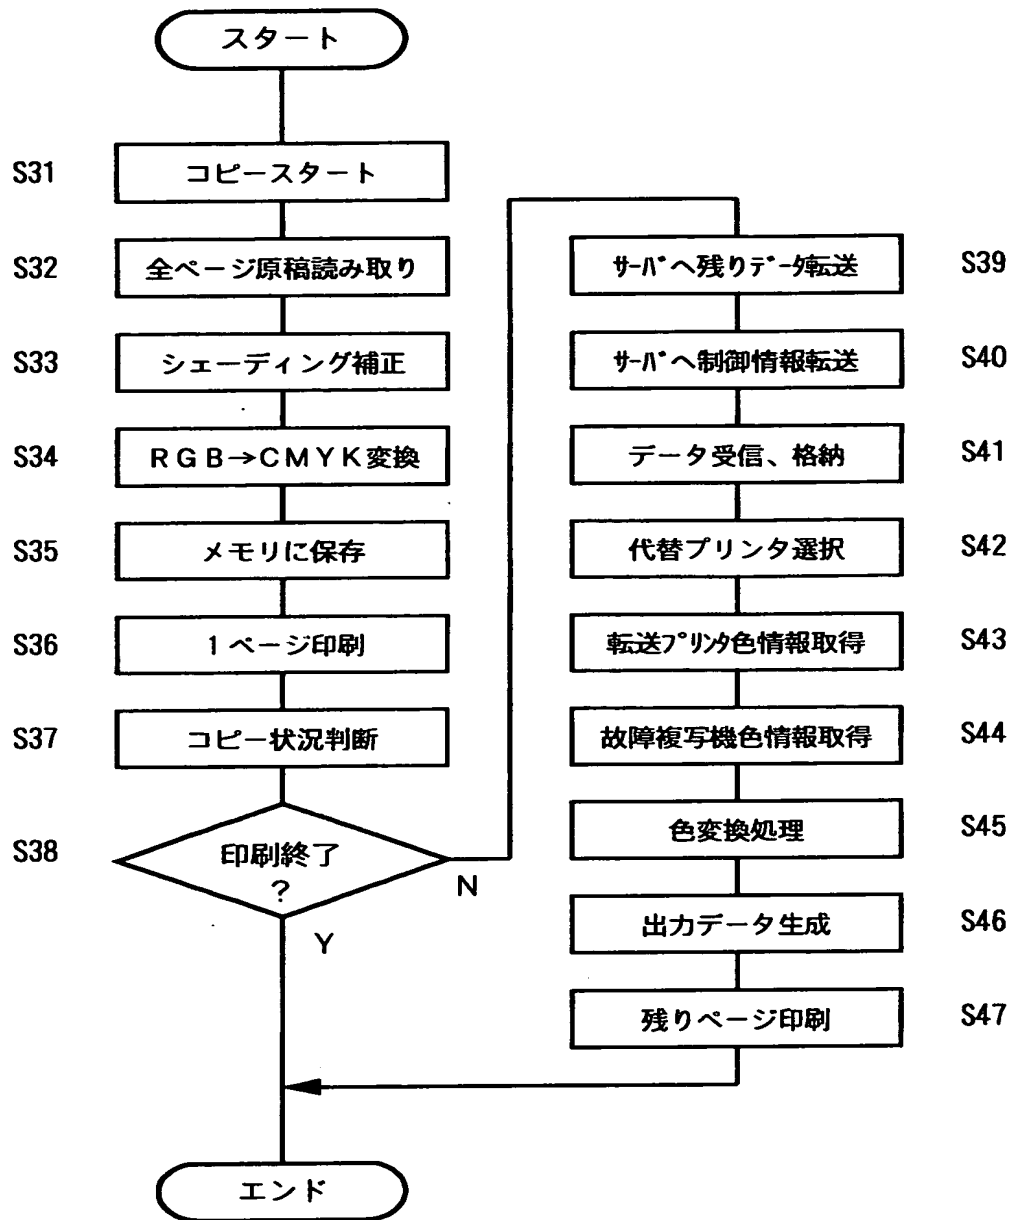 スタート
S31
コピースタート
S32
全ページ原稿読み取り
S33
シェーディング補正
S34
RGB→CMYK変換
S35
メモリに保存
S36
1ページ印刷
S37
コピー状況判断
S38
印刷終了
?
N
Y
ｻｰﾊﾞへ残りﾃﾞｰﾀ転送
S39
ｻｰﾊﾞへ制御情報転送
S40
データ受信、格納
S41
代替プリンタ選択
S42
転送ﾌﾟﾘﾝﾀ色情報取得
S43
故障複写機色情報取得
S44
色変換処理
S45
出力データ生成
S46
残りページ印刷
S47
エンド